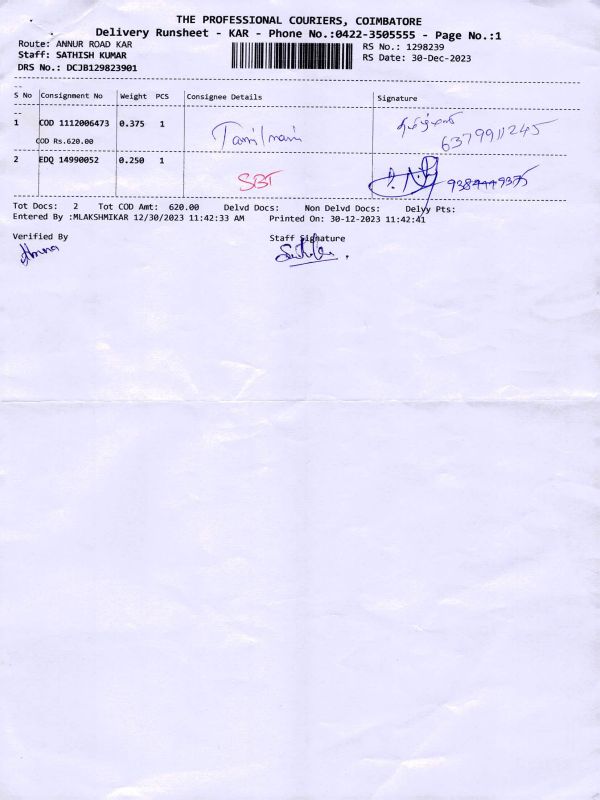 THE PROFESSIONAL COURIERS, COIMBATORE
Delivery Runsheet - KAR - Phone No.:0422-3505555 - Page No.:1
Route: ANNUR ROAD KAR RS No.: 1298239
Staff: SATHISH KUMAR RS Date: 30-Dec-2023
DRS No.: DCJB129823901
S No Consignment No Weight PCS Consignee Details Signature
1 COD 1112006473 0.375 1 Tamilmani தமிழ்மணி
COD Rs.620.00 6379911245
2 EDQ 14990052 0.250 1 SBI
Tot Docs: 2 Tot COD Amt: 620.00 Delvd Docs: Non Delvd Docs: Delvy Pts:
Entered By :MLAKSHMIKAR 12/30/2023 11:42:33 AM Printed On: 30-12-2023 11:42:41
Verified By Staff Signature